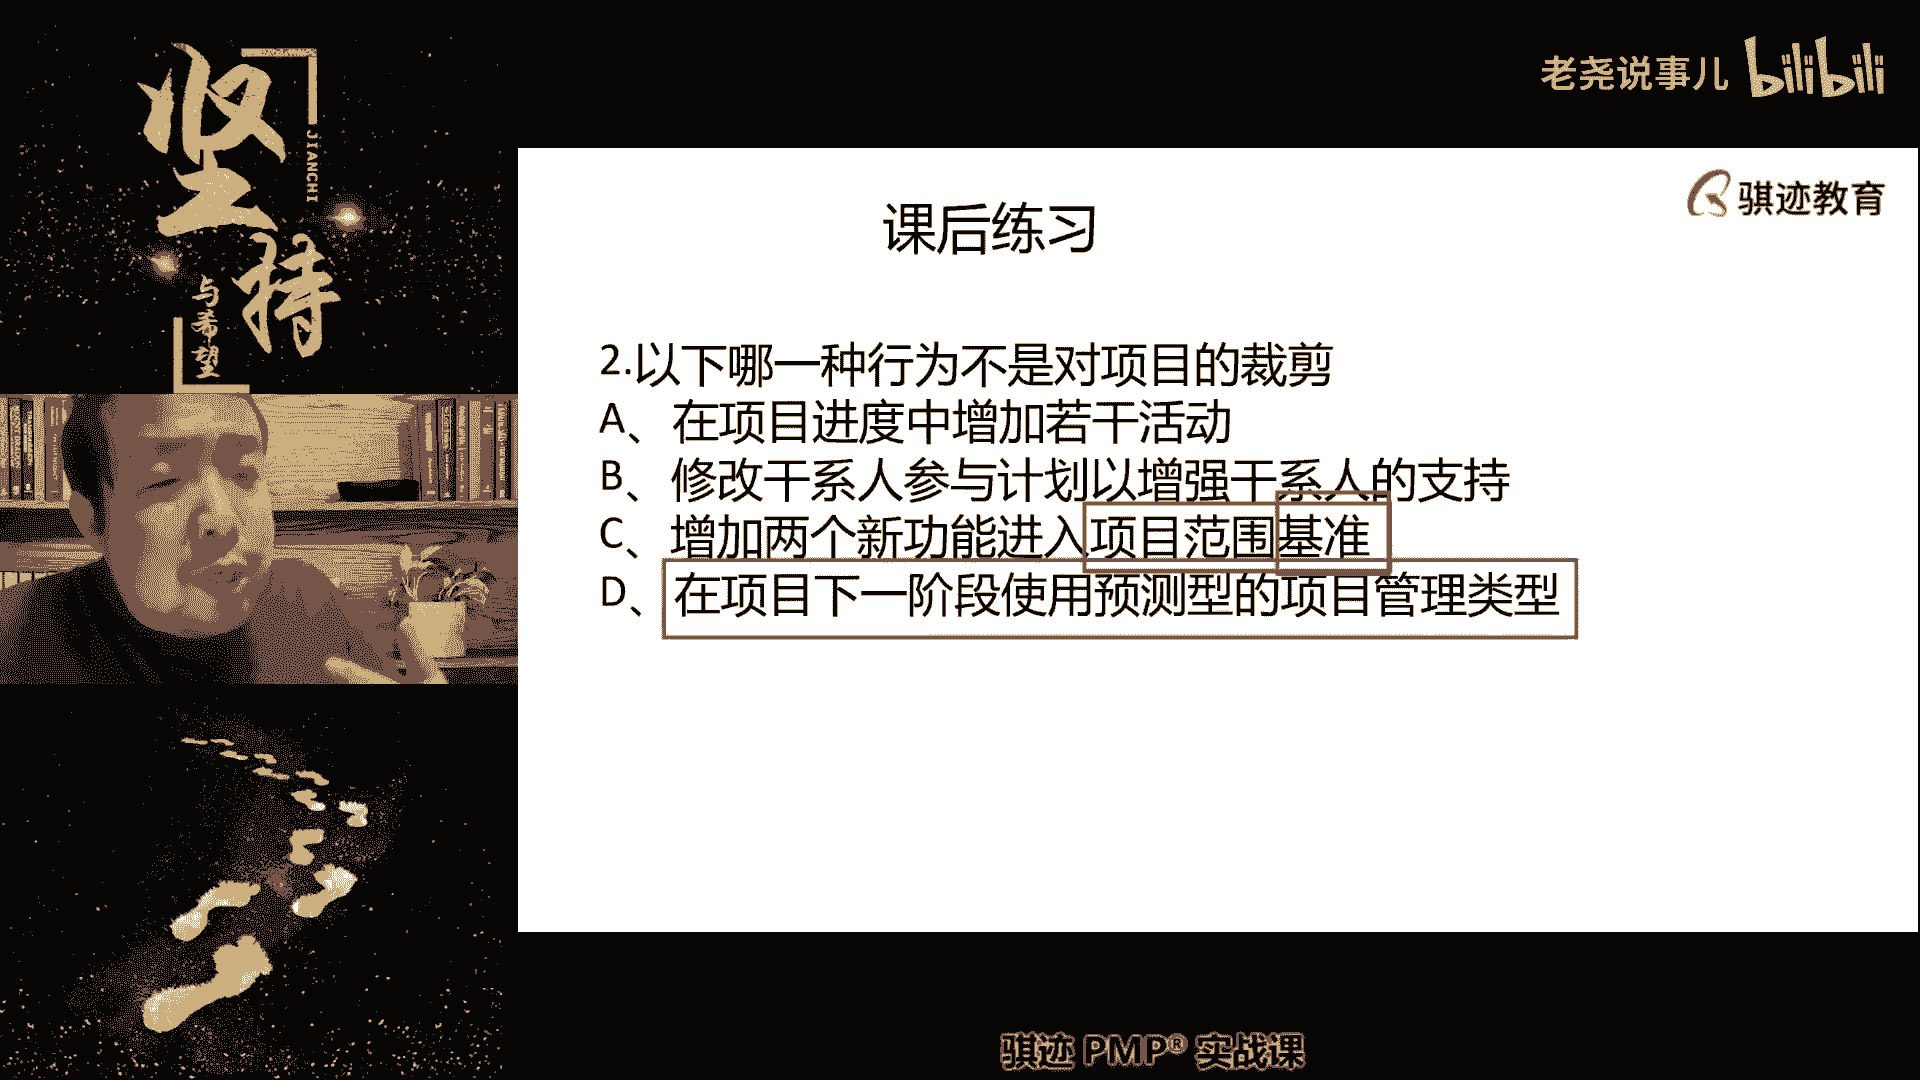 坚持
JIANCHI
与希望
老尧说事儿 bilibili
骐迹教育
课后练习
2.以下哪一种行为不是对项目的裁剪
A、在项目进度中增加若干活动
B、修改干系人参与计划以增强干系人的支持
C、增加两个新功能进入项目范围基准
D、在项目下一阶段使用预测型的项目管理类型
骐迹 PMP® 实战课